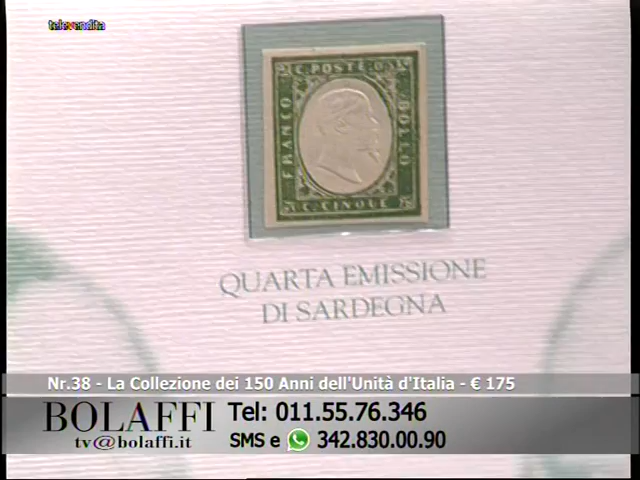 televendita
C. POSTE 5
FRANCO
BOLLO
C. CINQUE
QUARTA EMISSIONE
DI SARDEGNA
Nr.38 - La Collezione dei 150 Anni dell'Unità d'Italia - € 175
BOLAFFI
tv@bolaffi.it
Tel: 011.55.76.346
SMS e 342.830.00.90